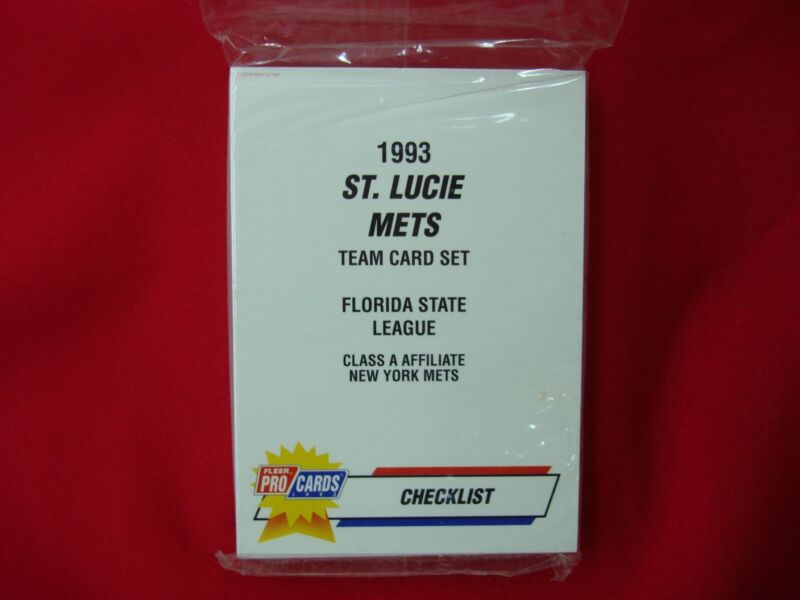 1993
ST. LUCIE
METS
TEAM CARD SET
FLORIDA STATE
LEAGUE
CLASS A AFFILIATE
NEW YORK METS
FLEER
PRO CARDS
CHECKLIST